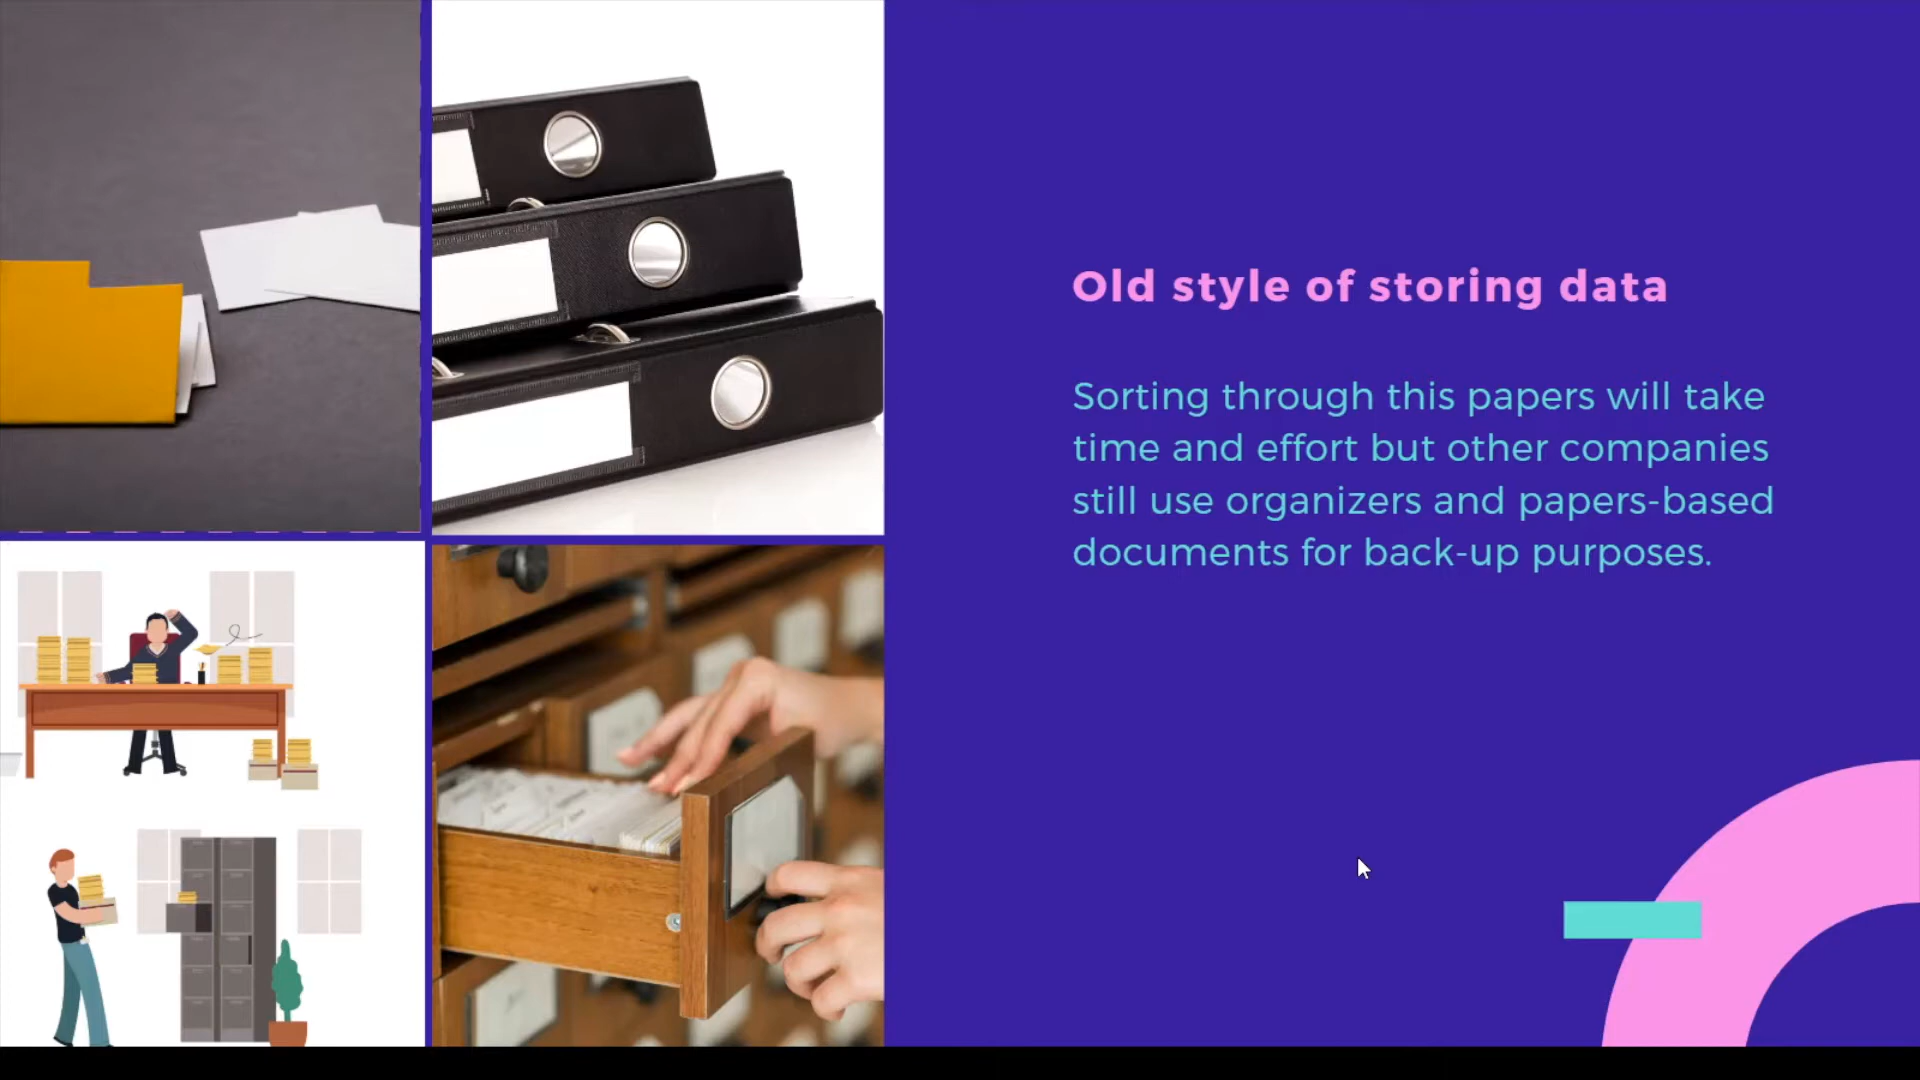 Old style of storing data
Sorting through this papers will take
time and effort but other companies
still use organizers and papers-based
documents for back-up purposes.